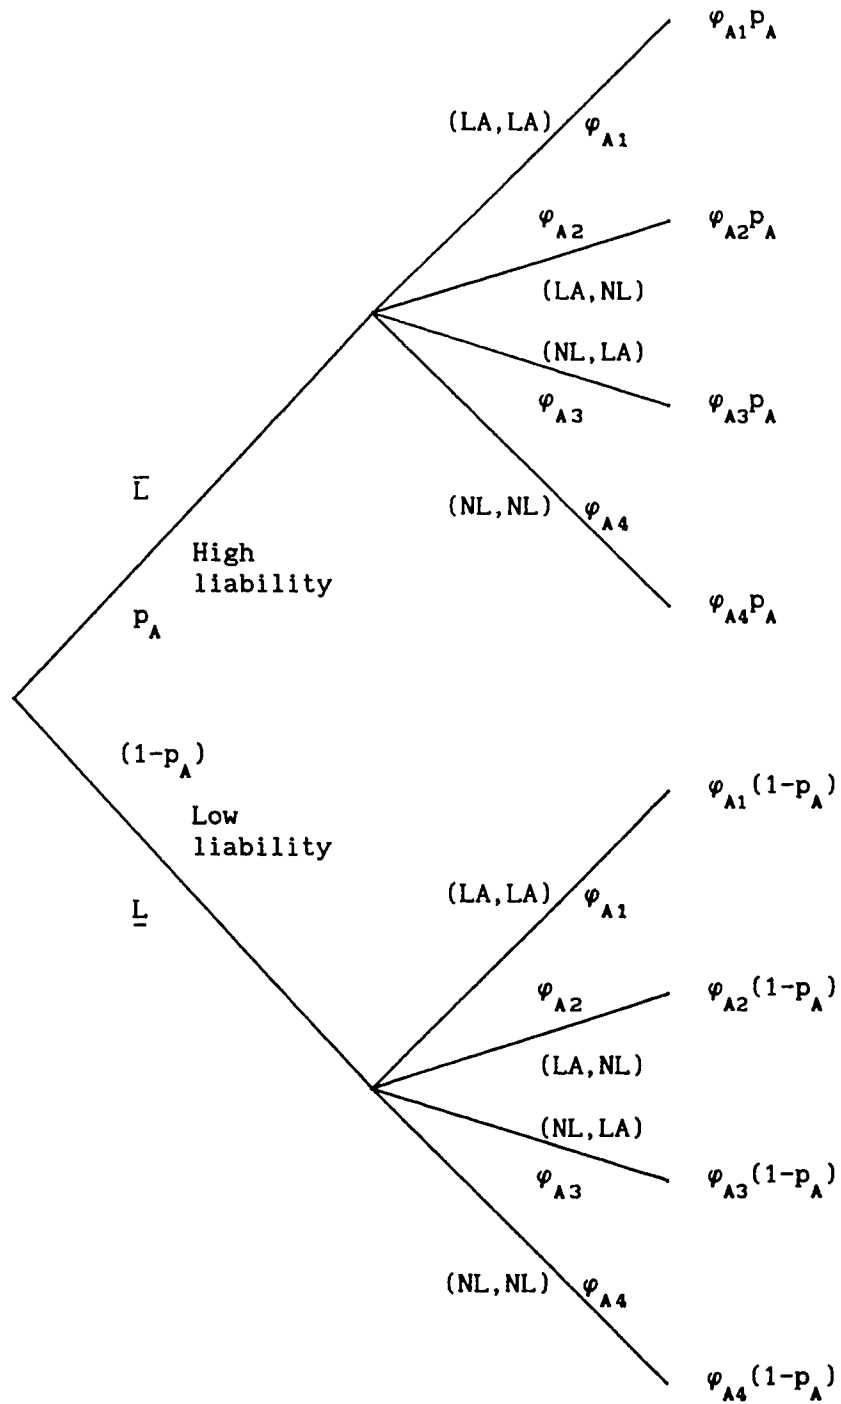 φA1pA
(LA,LA) φA1
φA2 φA2pA
(LA,NL)
(NL,LA)
φA3 φA3pA
L̅
(NL,NL) φA4
High
liability
pA φA4pA
(1-pA)
φA1(1-pA)
Low
liability
(LA,LA) φA1
L̲
φA2 φA2(1-pA)
(LA,NL)
(NL,LA)
φA3 φA3(1-pA)
(NL,NL) φA4
φA4(1-pA)